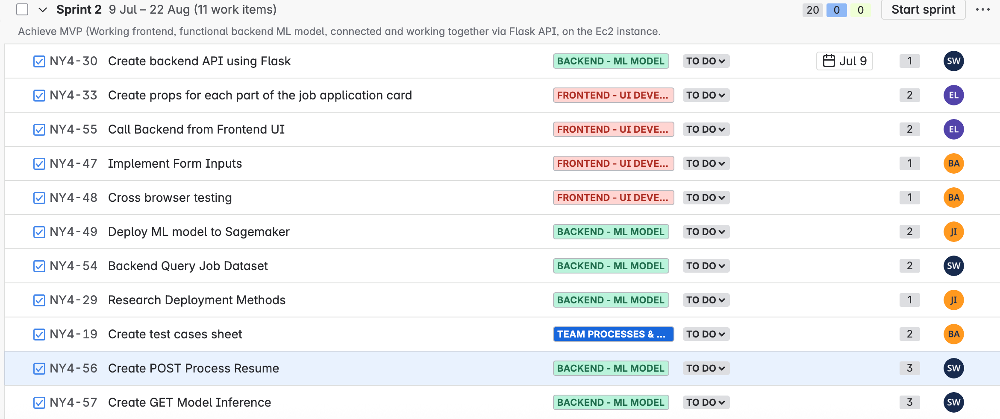 Sprint 2 9 Jul – 22 Aug (11 work items) 20 0 0 Start sprint
Achieve MVP (Working frontend, functional backend ML model, connected and working together via Flask API, on the Ec2 instance.
NY4-30 Create backend API using Flask BACKEND - ML MODEL TO DO Jul 9 1 SW
NY4-33 Create props for each part of the job application card FRONTEND - UI DEVE... TO DO 2 EL
NY4-55 Call Backend from Frontend UI FRONTEND - UI DEVE... TO DO 2 EL
NY4-47 Implement Form Inputs FRONTEND - UI DEVE... TO DO 1 BA
NY4-48 Cross browser testing FRONTEND - UI DEVE... TO DO 1 BA
NY4-49 Deploy ML model to Sagemaker BACKEND - ML MODEL TO DO 2 JI
NY4-54 Backend Query Job Dataset BACKEND - ML MODEL TO DO 2 SW
NY4-29 Research Deployment Methods BACKEND - ML MODEL TO DO 1 JI
NY4-19 Create test cases sheet TEAM PROCESSES & ... TO DO 2 BA
NY4-56 Create POST Process Resume BACKEND - ML MODEL TO DO 3 SW
NY4-57 Create GET Model Inference BACKEND - ML MODEL TO DO 3 SW